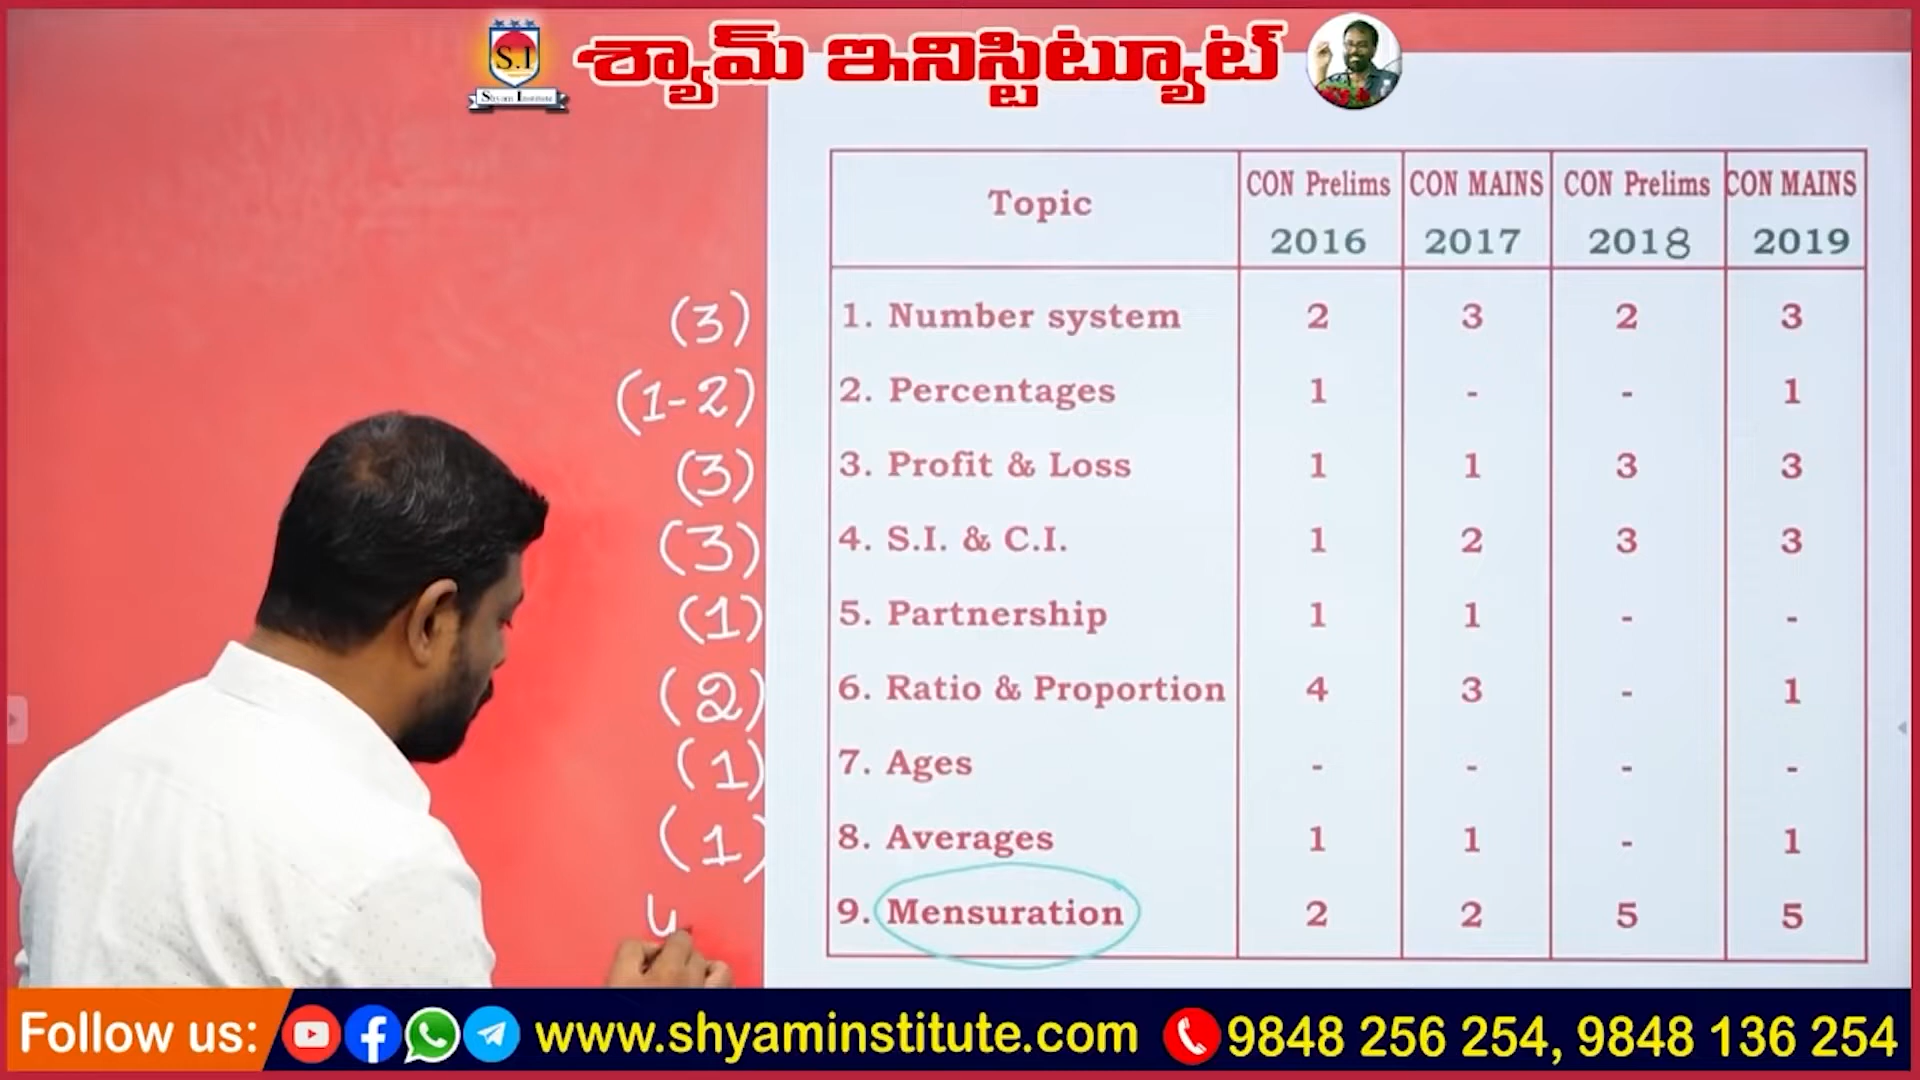 S.I
Shyam Institute
శ్యామ్ ఇనిస్టిట్యూట్
Topic CON Prelims 2016 CON MAINS 2017 CON Prelims 2018 CON MAINS 2019
(3) 1. Number system 2 3 2 3
(1-2) 2. Percentages 1 - - 1
(3) 3. Profit & Loss 1 1 3 3
(3) 4. S.I. & C.I. 1 2 3 3
(1) 5. Partnership 1 1 - -
(2) 6. Ratio & Proportion 4 3 - 1
(1) 7. Ages - - - -
(1) 8. Averages 1 1 - 1
9. Mensuration 2 2 5 5
Follow us: www.shyaminstitute.com 9848 256 254, 9848 136 254